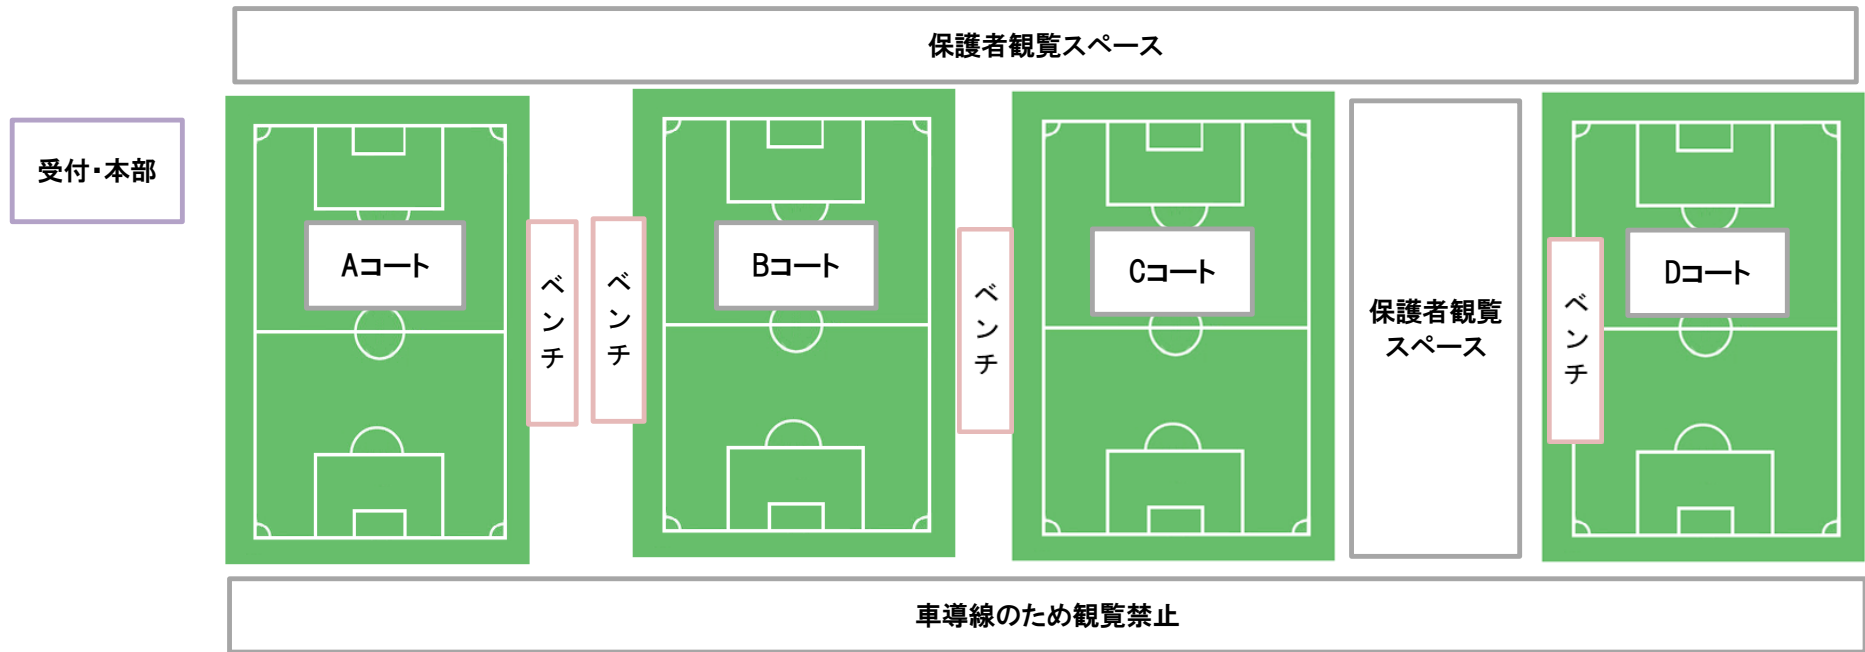 保護者観覧スペース
受付・本部
Aコート
ベンチ
ベンチ
Bコート
ベンチ
Cコート
保護者観覧
スペース
ベンチ
Dコート
車導線のため観覧禁止